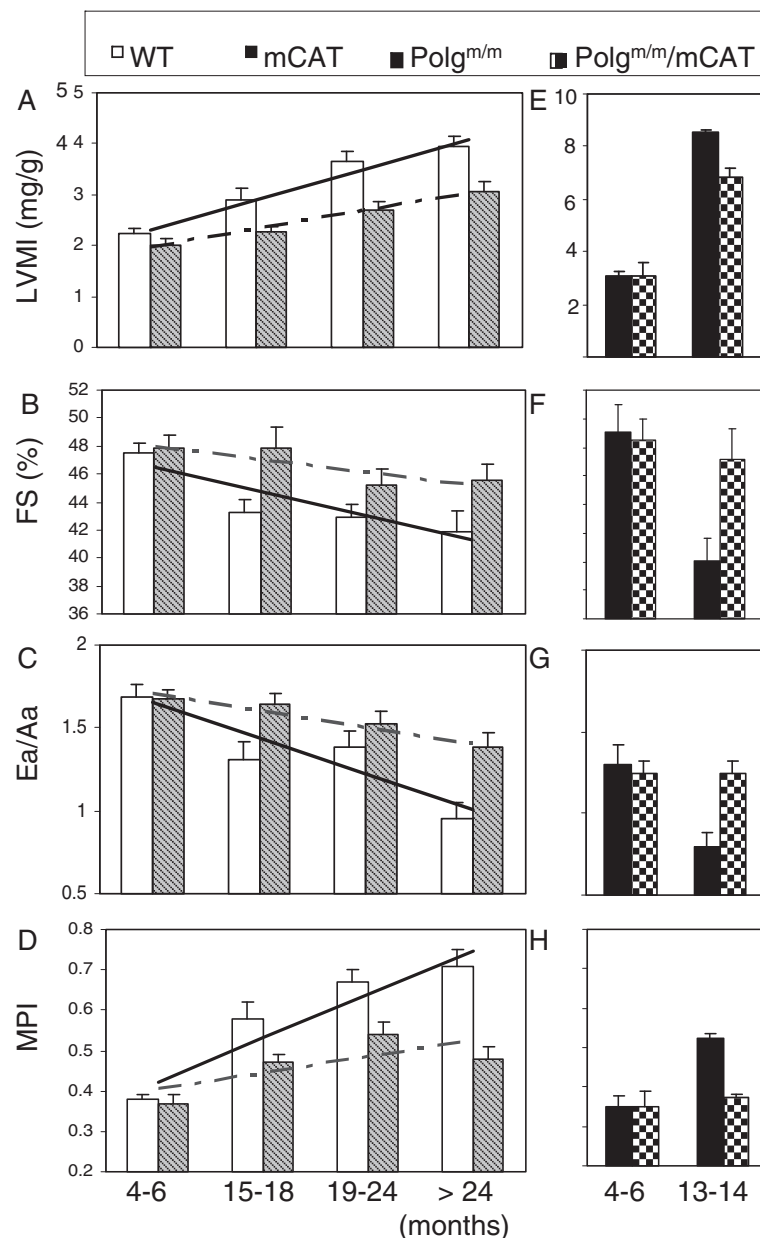 WT mCAT Polg^m/m Polg^m/m/mCAT
A
LVMI (mg/g)
5 5
4 4
3
2
1
0
E
10
8
6
4
2
B
FS (%)
52
50
48
46
44
42
40
38
36
F
C
Ea/Aa
2
1.5
1
0.5
G
D
MPI
0.8
0.7
0.6
0.5
0.4
0.3
0.2
H
4-6 15-18 19-24 > 24
(months)
4-6 13-14